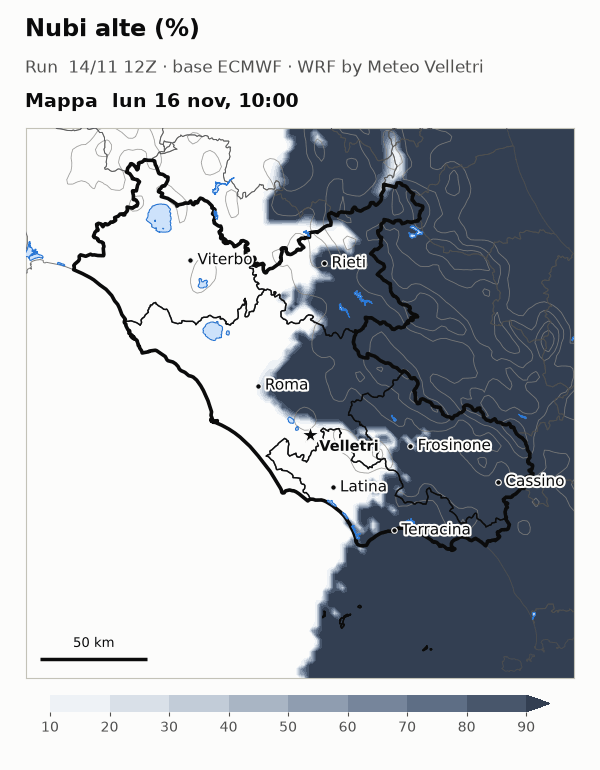 Nubi alte (%)
Run  14/11 12Z · base ECMWF · WRF by Meteo Velletri
Mappa  lun 16 nov, 10:00
Viterbo
Rieti
Roma
Velletri
Frosinone
Latina
Cassino
Terracina
50 km
10 20 30 40 50 60 70 80 90